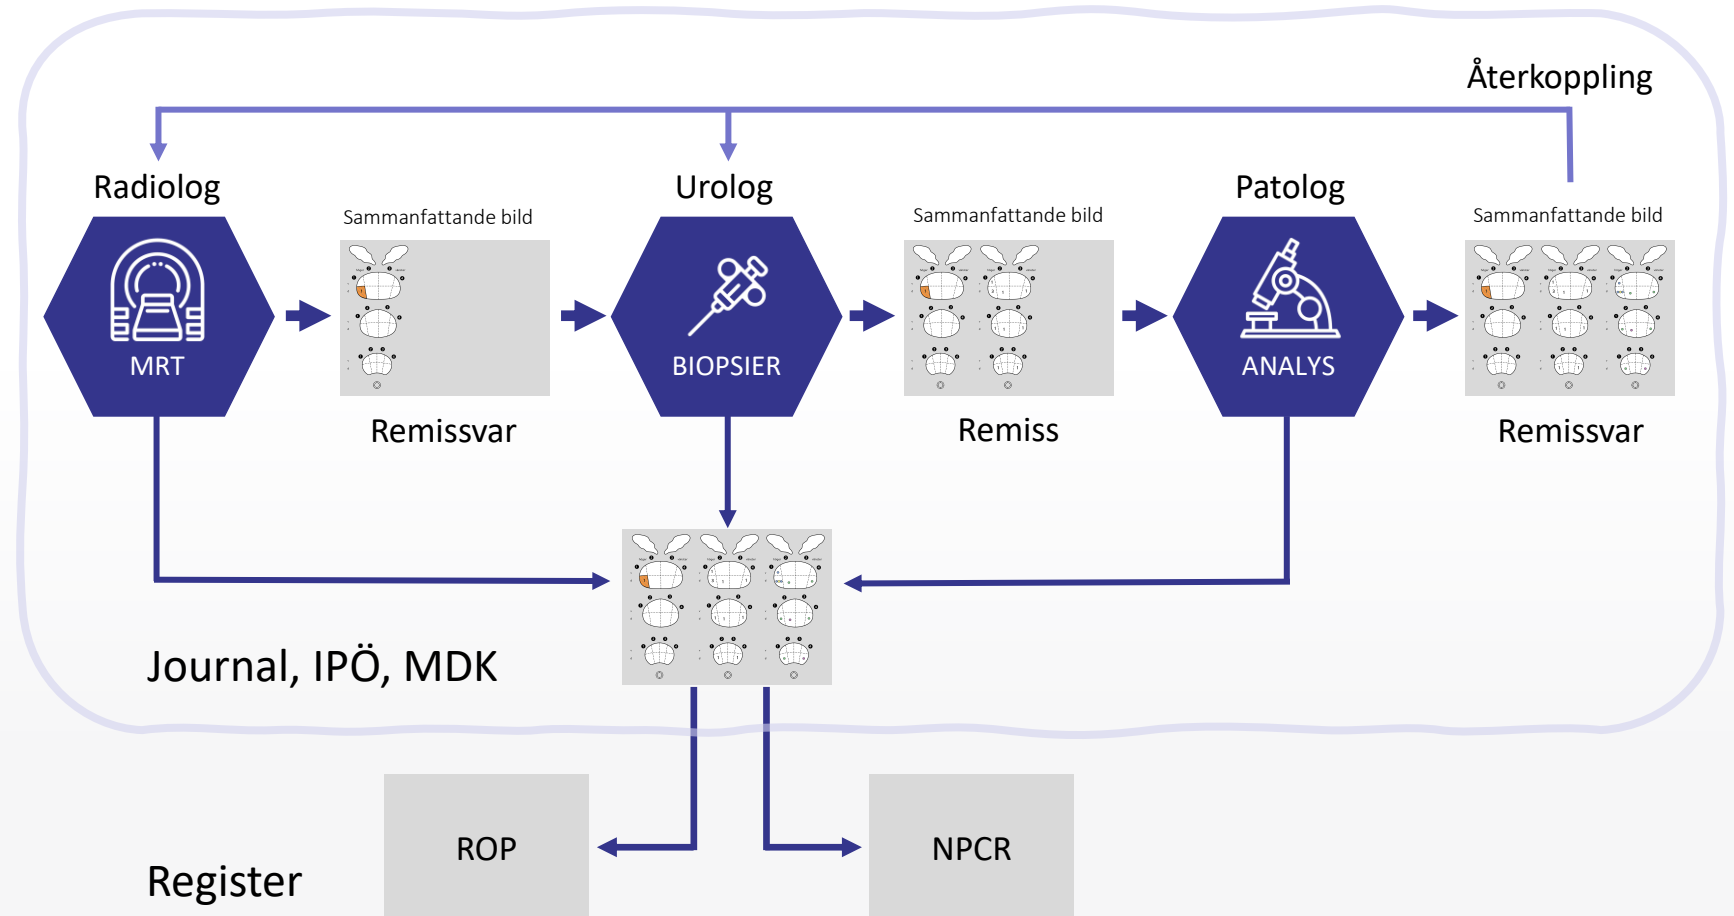 Återkoppling
Radiolog
Urolog
Patolog
Sammanfattande bild
Sammanfattande bild
Sammanfattande bild
MRT
BIOPSIER
ANALYS
Remissvar
Remiss
Remissvar
Journal, IPÖ, MDK
ROP
NPCR
Register